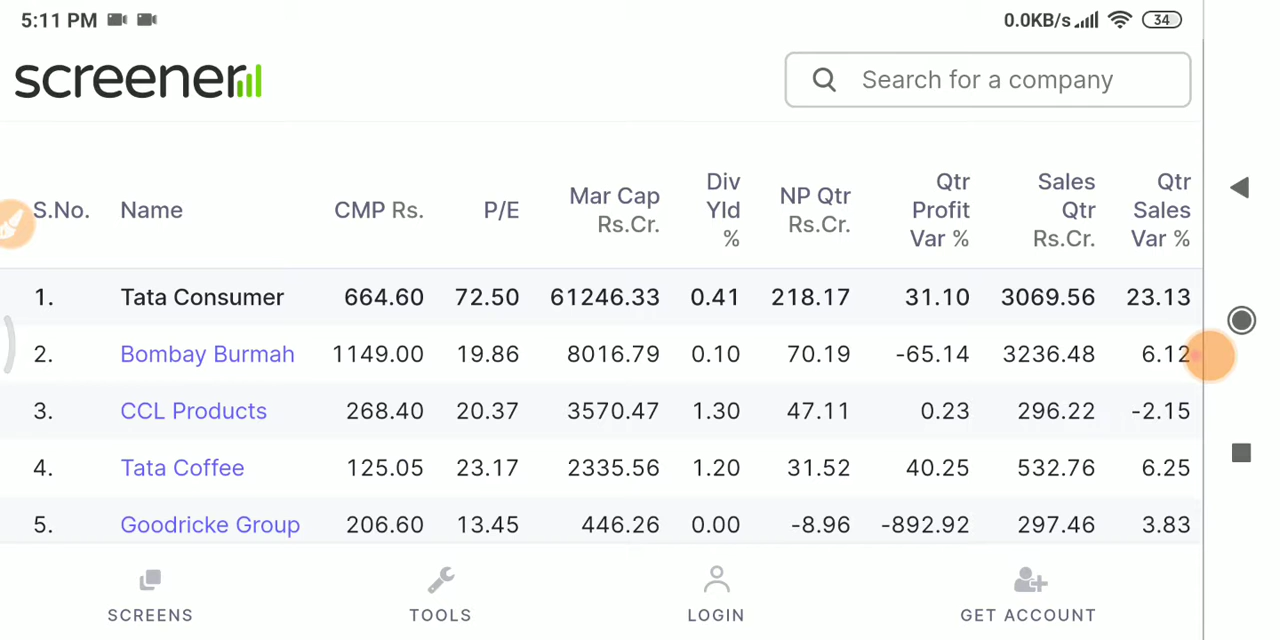 5:11 PM 0.0KB/s 34
screener Search for a company
S.No. Name CMP Rs. P/E Mar Cap Rs.Cr. Div Yld % NP Qtr Rs.Cr. Qtr Profit Var % Sales Qtr Rs.Cr. Qtr Sales Var %
1. Tata Consumer 664.60 72.50 61246.33 0.41 218.17 31.10 3069.56 23.13
2. Bombay Burmah 1149.00 19.86 8016.79 0.10 70.19 -65.14 3236.48 6.12
3. CCL Products 268.40 20.37 3570.47 1.30 47.11 0.23 296.22 -2.15
4. Tata Coffee 125.05 23.17 2335.56 1.20 31.52 40.25 532.76 6.25
5. Goodricke Group 206.60 13.45 446.26 0.00 -8.96 -892.92 297.46 3.83
SCREENS TOOLS LOGIN GET ACCOUNT